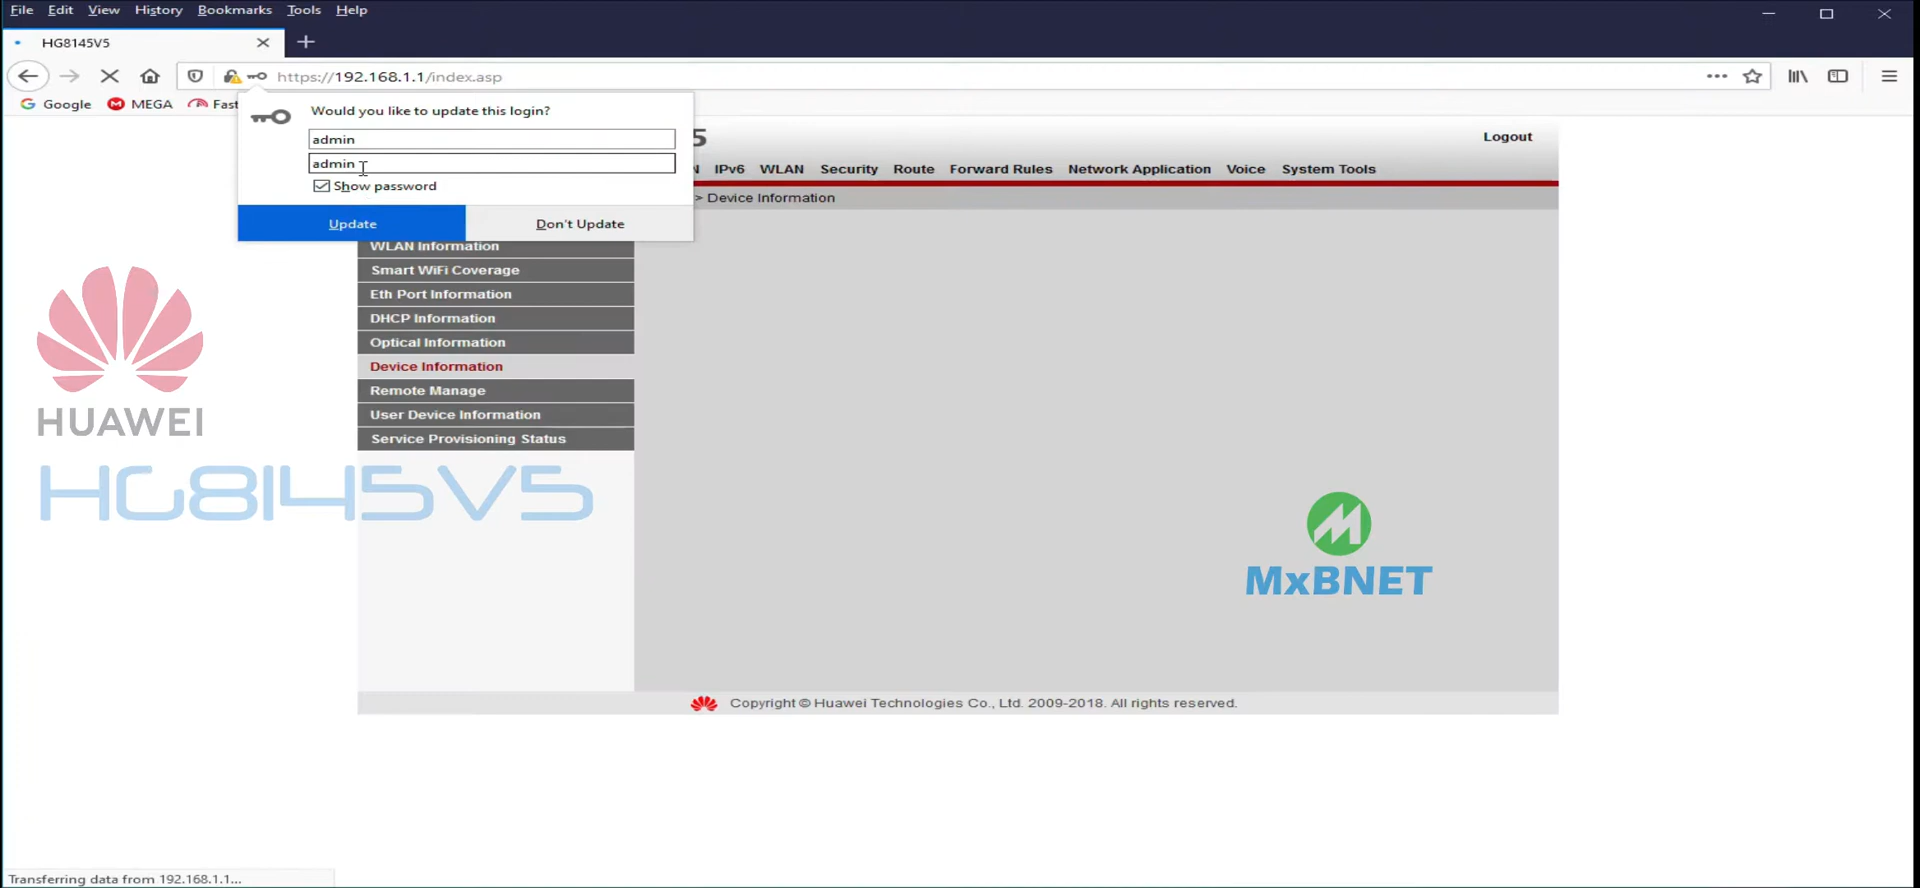 File Edit View History Bookmarks Tools Help
HG8145V5
https://192.168.1.1/index.asp
Google MEGA Fast
Would you like to update this login?
admin
admin
Show password
Update Don't Update
5
Logout
N IPv6 WLAN Security Route Forward Rules Network Application Voice System Tools
> Device Information
WLAN Information
Smart WiFi Coverage
Eth Port Information
DHCP Information
Optical Information
Device Information
Remote Manage
User Device Information
Service Provisioning Status
HUAWEI
HG8145V5
MxBNET
Copyright © Huawei Technologies Co., Ltd. 2009-2018. All rights reserved.
Transferring data from 192.168.1.1...